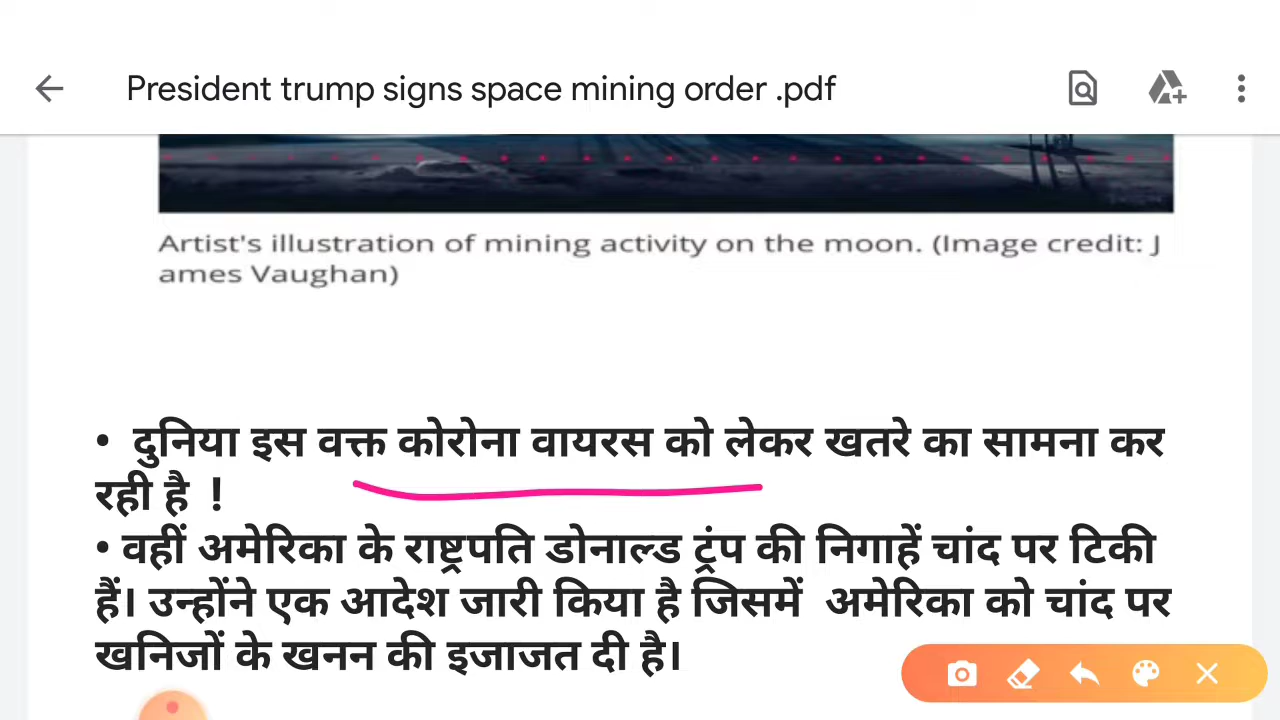 President trump signs space mining order .pdf
Artist's illustration of mining activity on the moon. (Image credit: J
ames Vaughan)
• दुनिया इस वक्त कोरोना वायरस को लेकर खतरे का सामना कर
रही है !
• वहीं अमेरिका के राष्ट्रपति डोनाल्ड ट्रंप की निगाहें चांद पर टिकी
हैं। उन्होंने एक आदेश जारी किया है जिसमें अमेरिका को चांद पर
खनिजों के खनन की इजाजत दी है।